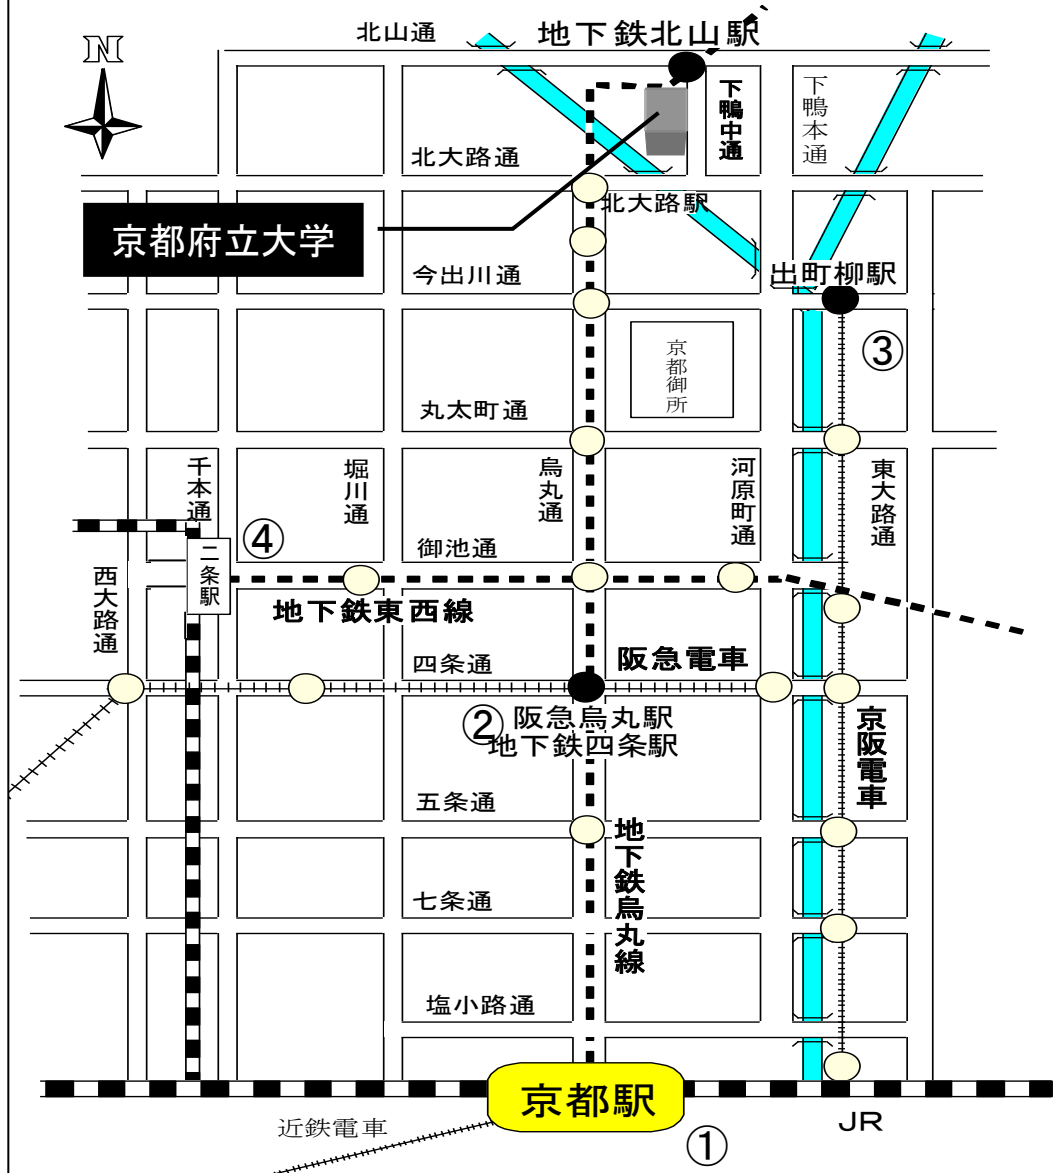 北山通
地下鉄北山駅
N
下鴨中通
下鴨本通
北大路通
北大路駅
京都府立大学
今出川通
出町柳駅
③
京都御所
丸太町通
千本通
堀川通
烏丸通
河原町通
東大路通
④
御池通
二条駅
西大路通
地下鉄東西線
四条通
阪急電車
②
阪急烏丸駅
地下鉄四条駅
京阪電車
五条通
地下鉄烏丸線
七条通
塩小路通
京都駅
近鉄電車
①
JR